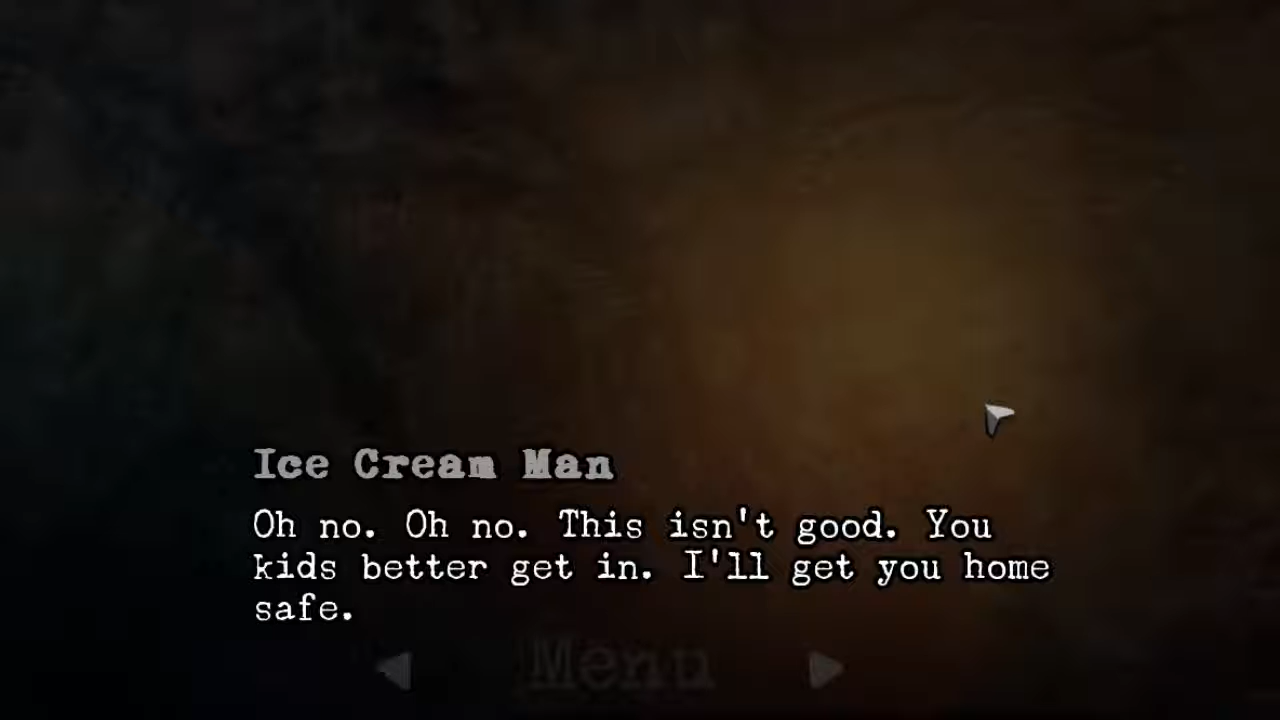 Ice Cream Man
Oh no. Oh no. This isn't good. You
kids better get in. I'll get you home
safe.
Menu